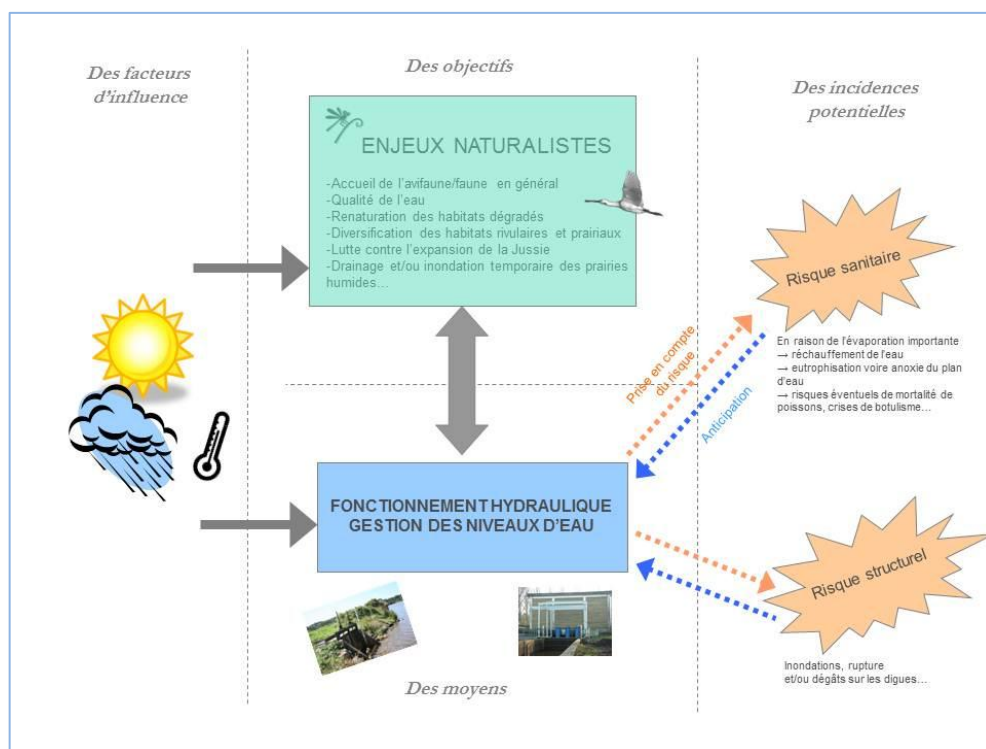 Des facteurs
d'influence
Des objectifs
Des incidences
potentielles
ENJEUX NATURALISTES
-Accueil de l'avifaune/faune en général
-Qualité de l'eau
-Renaturation des habitats dégradés
-Diversification des habitats rivulaires et prairiaux
-Lutte contre l'expansion de la Jussie
-Drainage et/ou inondation temporaire des prairies
humides…
Risque sanitaire
En raison de l'évaporation importante
→ réchauffement de l'eau
→ eutrophisation voire anoxie du plan
d'eau
→ risques éventuels de mortalité de
poissons, crises de botulisme…
Prise en compte
du risque
Anticipation
FONCTIONNEMENT HYDRAULIQUE
GESTION DES NIVEAUX D'EAU
Risque structurel
Inondations, rupture
et/ou dégâts sur les digues…
Des moyens